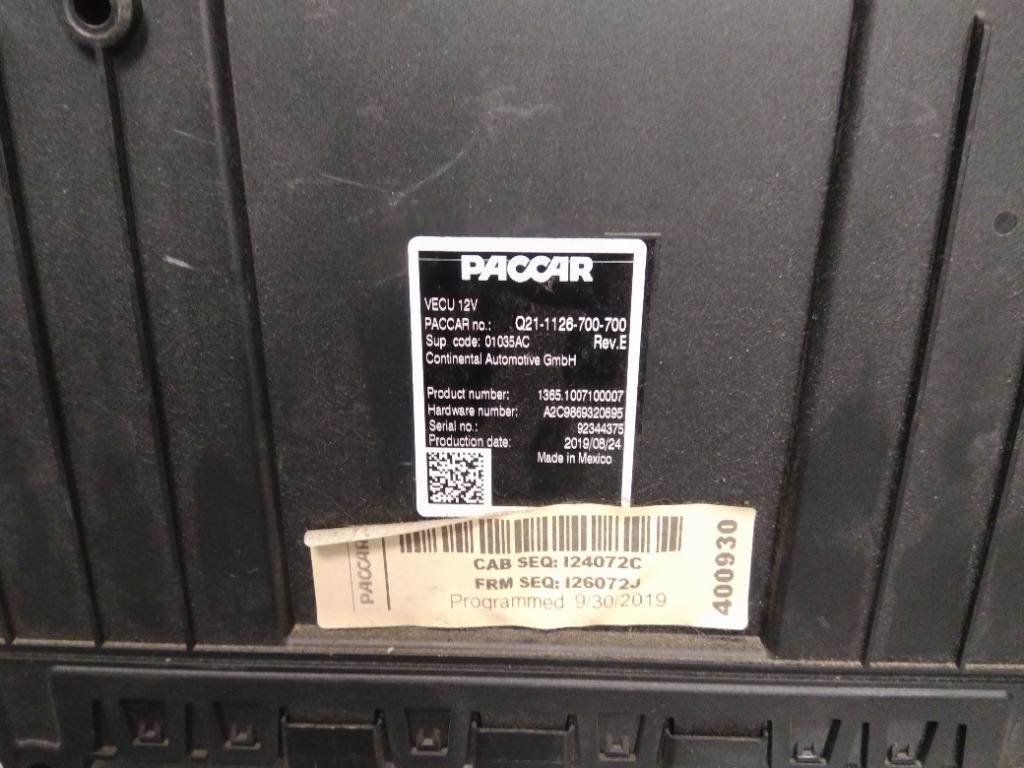 PACCAR
VECU 12V
PACCAR no.: Q21-1126-700-700
Sup. code: 01035AC Rev.E
Continental Automotive GmbH
Product number: 1365.1007100007
Hardware number: A2C9869320695
Serial no.: 92344375
Production date: 2019/08/24
Made in Mexico
PACCAR
CAB SEQ: I24072C
FRM SEQ: I26072J
Programmed 9/30/2019
400930